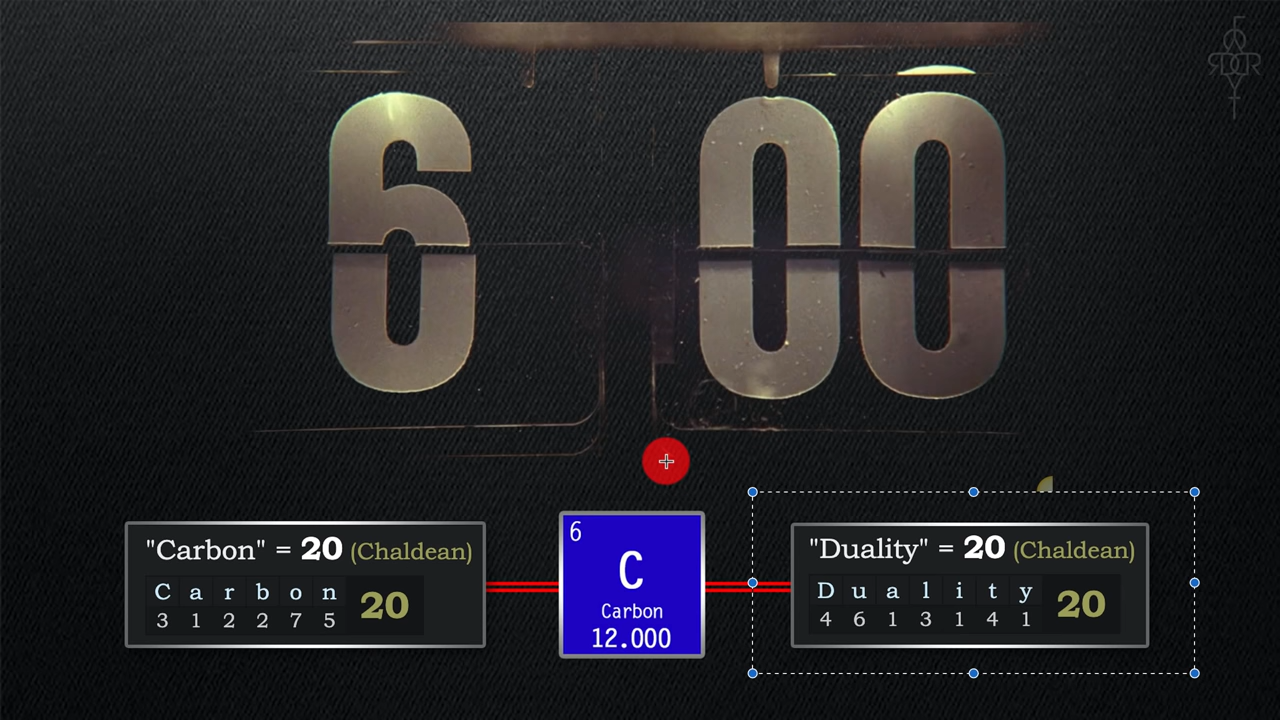 6 00
"Carbon" = 20 (Chaldean)
C a r b o n 20
3 1 2 2 7 5
6
C
Carbon
12.000
"Duality" = 20 (Chaldean)
D u a l i t y 20
4 6 1 3 1 4 1